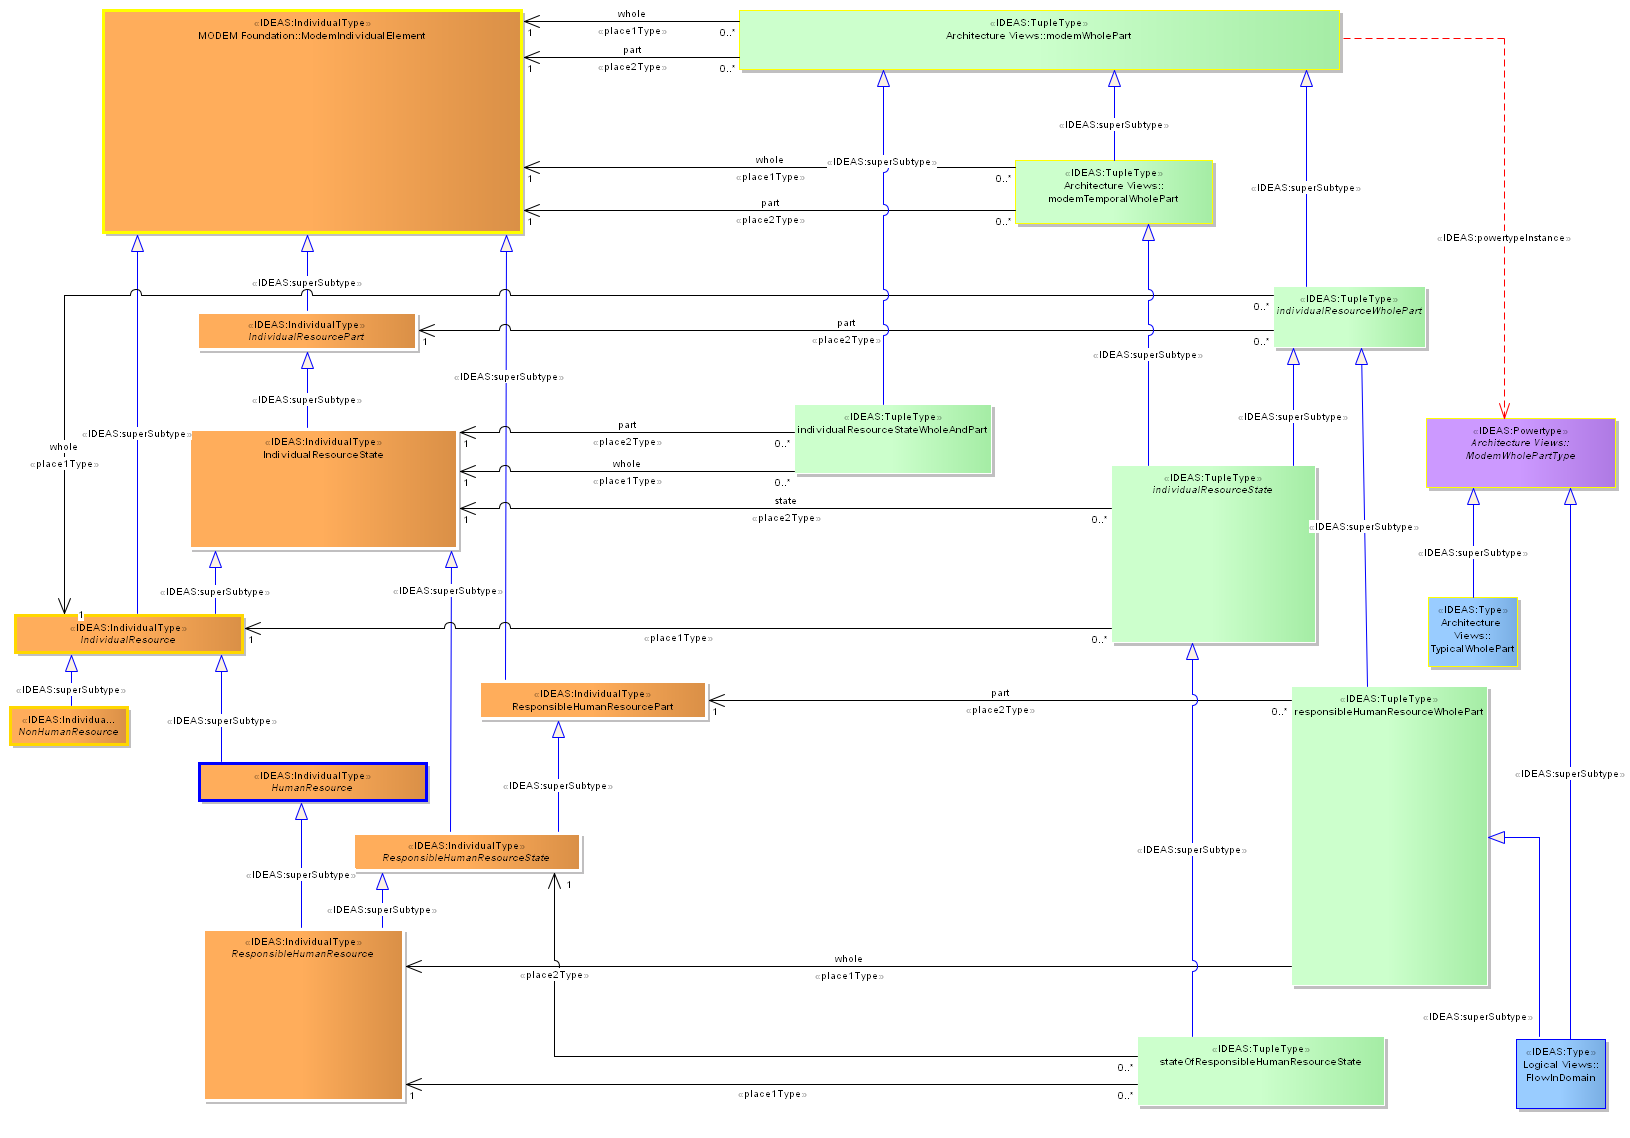 «IDEAS:IndividualType»
MODEM Foundation::ModemIndividualElement
whole
«place1Type»
1
0..*
part
«place2Type»
1
0..*
«IDEAS:TupleType»
Architecture Views::modemWholePart
«IDEAS:superSubtype»
whole
«place1Type»
1
0..*
«IDEAS:superSubtype»
part
«place2Type»
1
0..*
«IDEAS:TupleType»
Architecture Views::
modemTemporalWholePart
«IDEAS:superSubtype»
«IDEAS:powertypeInstance»
«IDEAS:superSubtype»
«IDEAS:TupleType»
individualResourceWholePart
0..*
0..*
«IDEAS:IndividualType»
IndividualResourcePart
1
part
«place2Type»
«IDEAS:superSubtype»
«IDEAS:superSubtype»
«IDEAS:superSubtype»
«IDEAS:superSubtype»
«IDEAS:superSubtype»
whole
«place1Type»
1
«IDEAS:IndividualType»
IndividualResourceState
part
«place2Type»
1
0..*
whole
«place1Type»
1
0..*
«IDEAS:TupleType»
individualResourceStateWholeAndPart
state
«place2Type»
1
0..*
«IDEAS:TupleType»
individualResourceState
«IDEAS:Powertype»
Architecture Views::
ModemWholePartType
«IDEAS:superSubtype»
«IDEAS:superSubtype»
«IDEAS:superSubtype»
«IDEAS:superSubtype»
«IDEAS:Type»
Architecture
Views::
TypicalWholePart
«IDEAS:IndividualType»
IndividualResource
1
«place1Type»
0..*
«IDEAS:superSubtype»
«IDEAS:Individua...
NonHumanResource
«IDEAS:superSubtype»
«IDEAS:IndividualType»
ResponsibleHumanResourcePart
1
part
«place2Type»
0..*
«IDEAS:TupleType»
responsibleHumanResourceWholePart
«IDEAS:IndividualType»
HumanResource
«IDEAS:superSubtype»
«IDEAS:superSubtype»
«IDEAS:IndividualType»
ResponsibleHumanResourceState
1
«IDEAS:superSubtype»
«IDEAS:superSubtype»
«IDEAS:superSubtype»
«IDEAS:IndividualType»
ResponsibleHumanResource
whole
«place1Type»
«place2Type»
«IDEAS:superSubtype»
«IDEAS:TupleType»
stateOfResponsibleHumanResourceState
0..*
1
«place1Type»
0..*
«IDEAS:Type»
Logical Views::
FlowInDomain